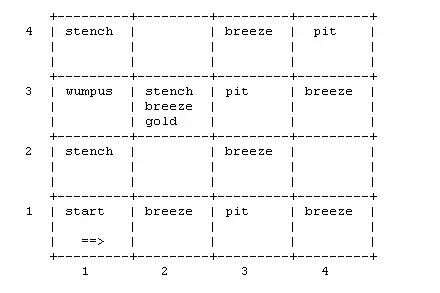 +----------+----------+----------+----------+
4   | stench   |          | breeze   |  pit     |
    |          |          |          |          |
    +----------+----------+----------+----------+
3   | wumpus   | stench   | pit      | breeze   |
    |          | breeze   |          |          |
    |          | gold     |          |          |
    +----------+----------+----------+----------+
2   | stench   |          | breeze   |          |
    |          |          |          |          |
    +----------+----------+----------+----------+
1   | start    | breeze   | pit      | breeze   |
    |          |          |          |          |
    |   ==>    |          |          |          |
    +----------+----------+----------+----------+
        1          2          3          4